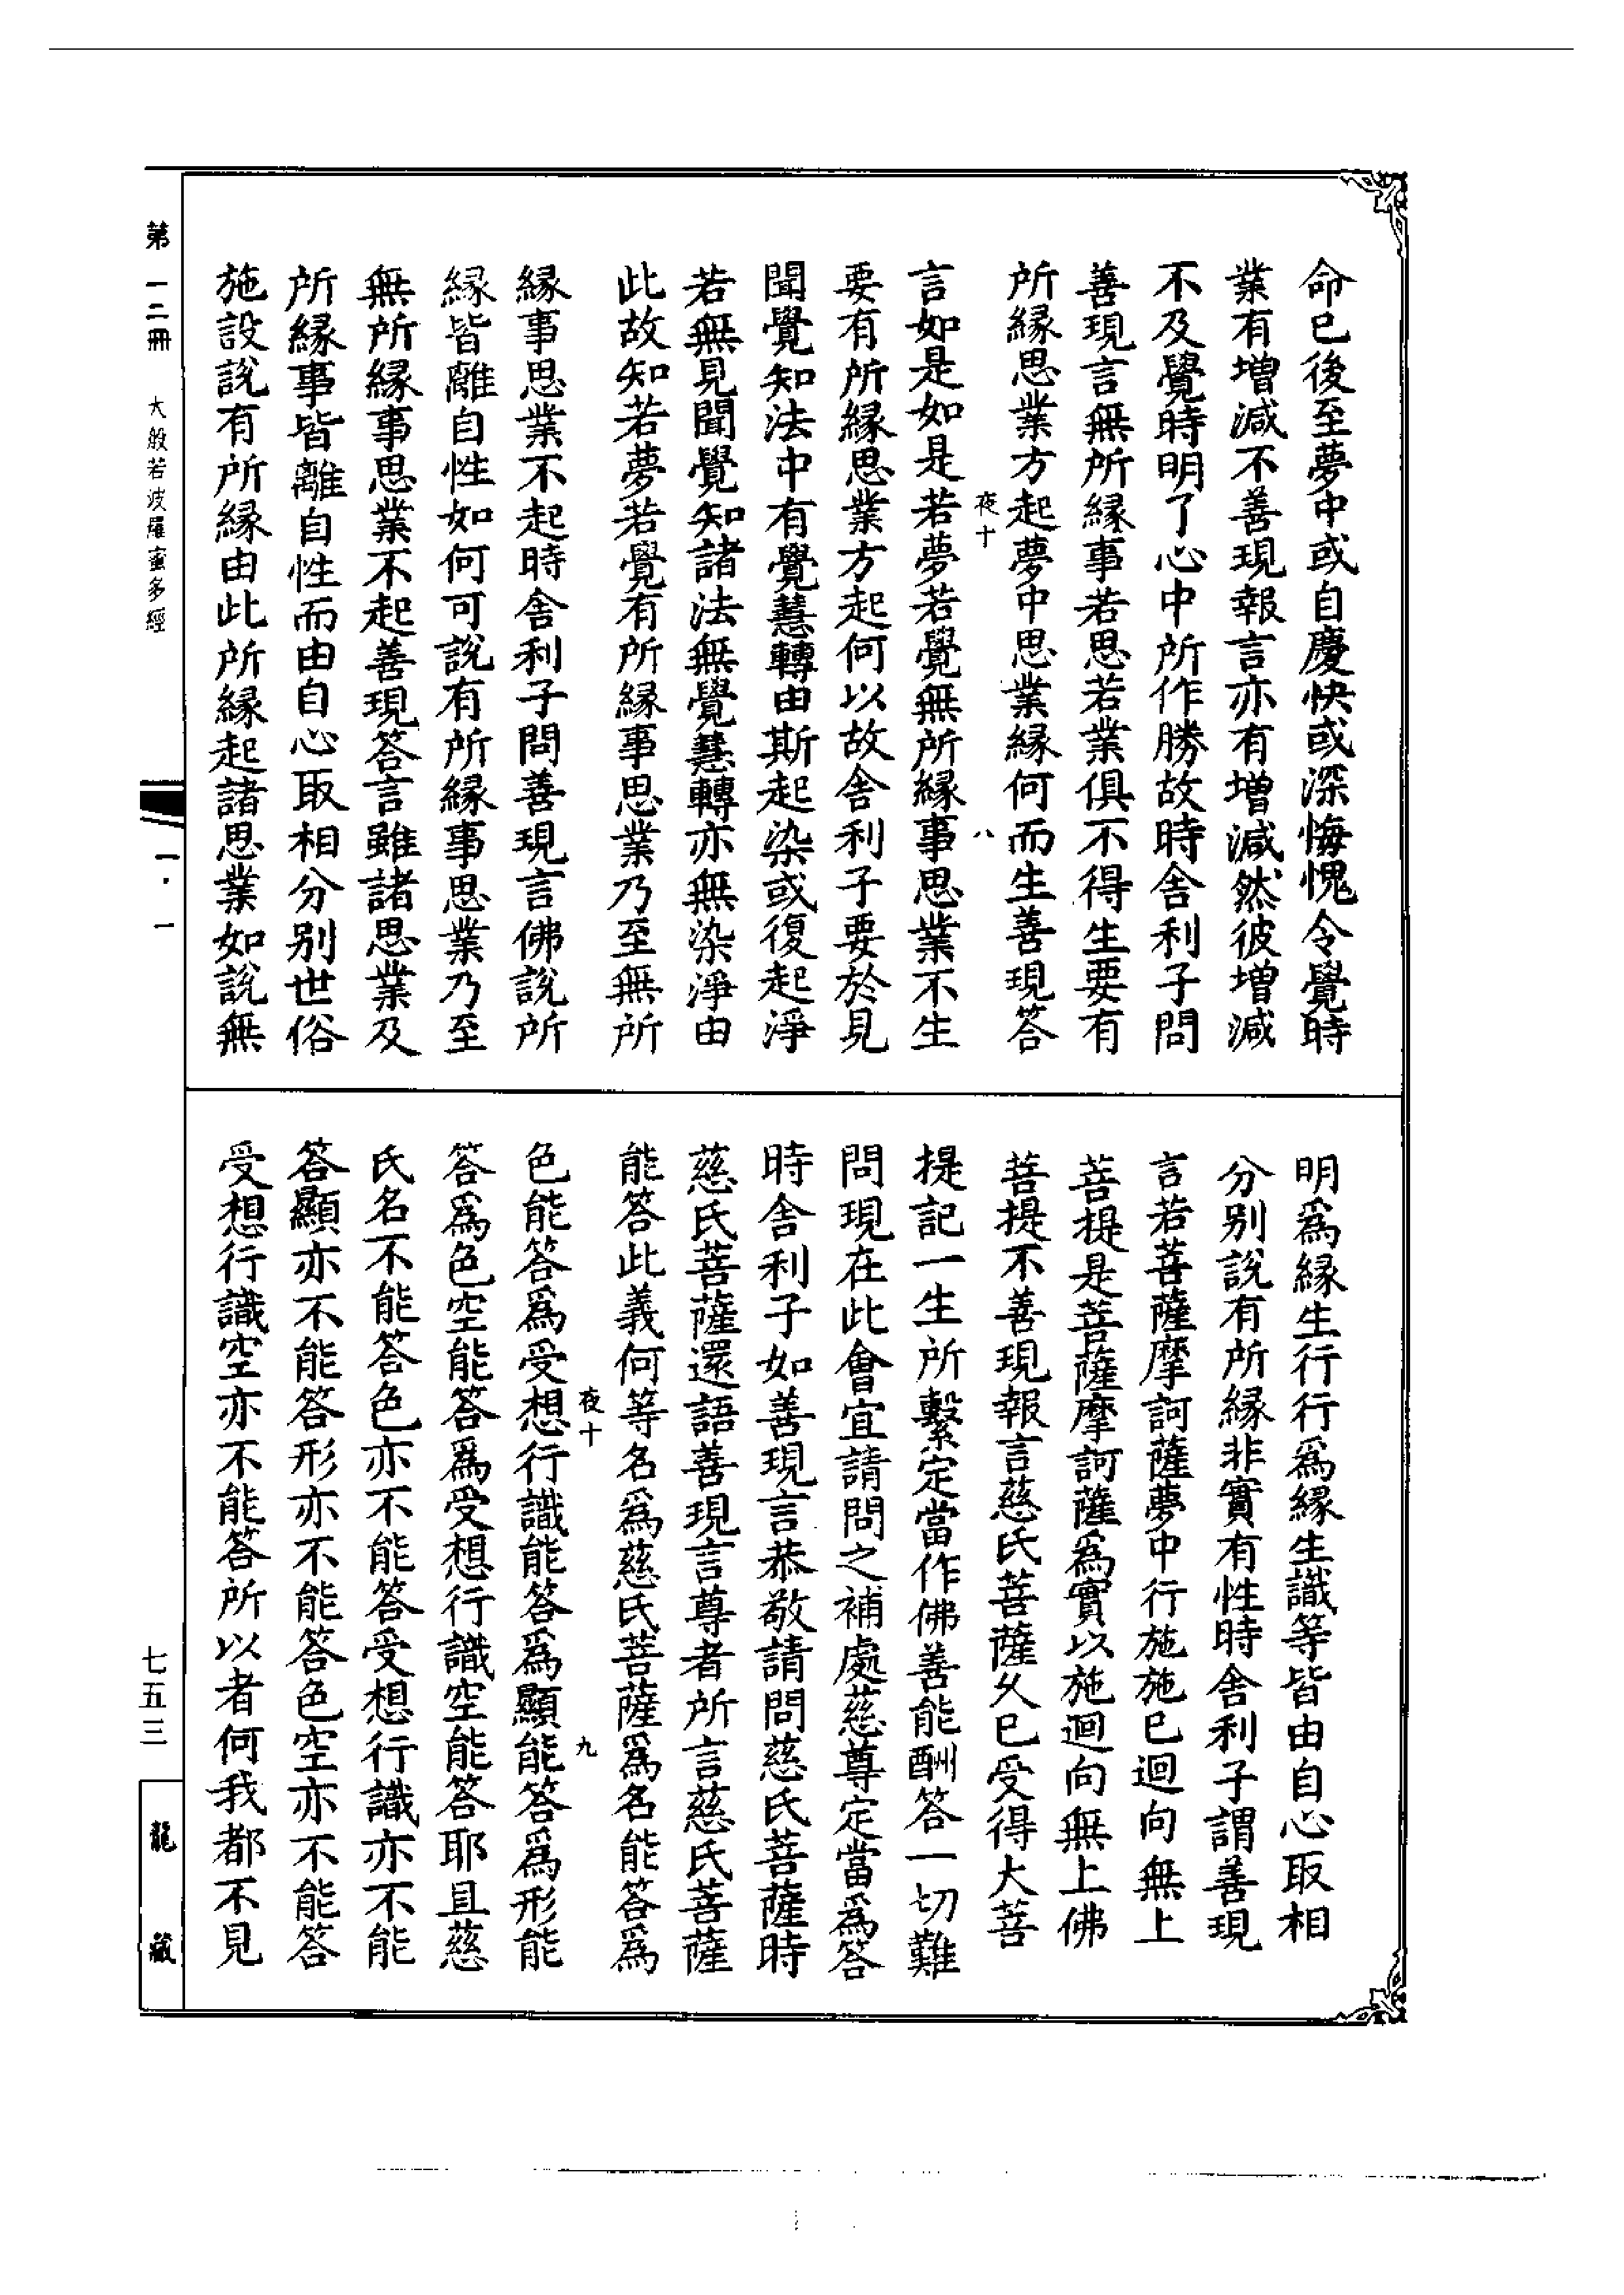 命已後至夢中或自慶快或深悔愧令覺時
業有增減不善現報言亦有增減然彼增減
不及覺時明了心中所作勝故時舍利子問
善現言無所緣事若思若業俱不得生要有
所緣思業方起夢中思業緣何而生善現答
夜十
八
言如是如是若夢若覺無所緣事思業不生
要有所緣思業方起何以故舍利子要於見
聞覺知法中有覺慧轉由斯起染或復起淨
若無見聞覺知諸法無覺慧轉亦無染淨由
此故知若夢若覺有所緣事思業乃至無所
緣事思業不起時舍利子問善現言佛說所
緣皆離自性如何可說有所緣事思業乃至
無所緣事思業不起善現答言雖諸思業及
所緣事皆離自性而由自心取相分別世俗
施設說有所緣由此所緣起諸思業如說無
明為緣生行行為緣生識等皆由自心取相
分別說有所緣非實有性時舍利子謂善現
言若菩薩摩訶薩夢中行施施已迴向無上
菩提是菩薩摩訶薩為實以施迴向無上佛
菩提不善現報言慈氏菩薩久已受得大菩
提記一生所繫定當作佛善能酬答一切難
問現在此會宜請問之補處慈尊定當為答
時舍利子如善現言恭敬請問慈氏菩薩時
慈氏菩薩還語善現言尊者所言慈氏菩薩
能答此義何等名為慈氏菩薩為名能答為
夜十
九
色能答為受想行識能答為顯能答為形能
答為色空能答為受想行識空能答耶且慈
氏名不能答色亦不能答受想行識亦不能
答顯亦不能答形亦不能答色空亦不能答
受想行識空亦不能答所以者何我都不見
第一二冊
大般若波羅蜜多經
一·一
七五三
龍藏